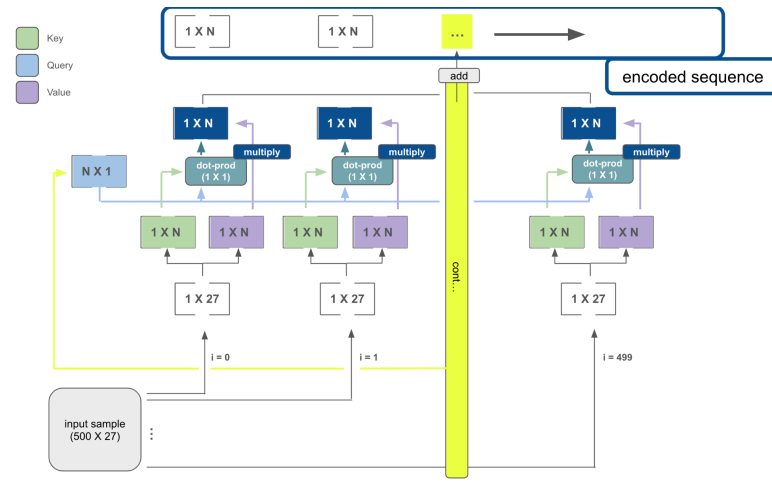 Key
Query
Value
1 X N
1 X N
...
add
encoded sequence
1 X N
1 X N
1 X N
multiply
multiply
multiply
dot-prod
(1 X 1)
dot-prod
(1 X 1)
dot-prod
(1 X 1)
N X 1
1 X N
1 X N
1 X N
1 X N
1 X N
1 X N
cont...
1 X 27
1 X 27
1 X 27
i = 0
i = 1
i = 499
input sample
(500 X 27)